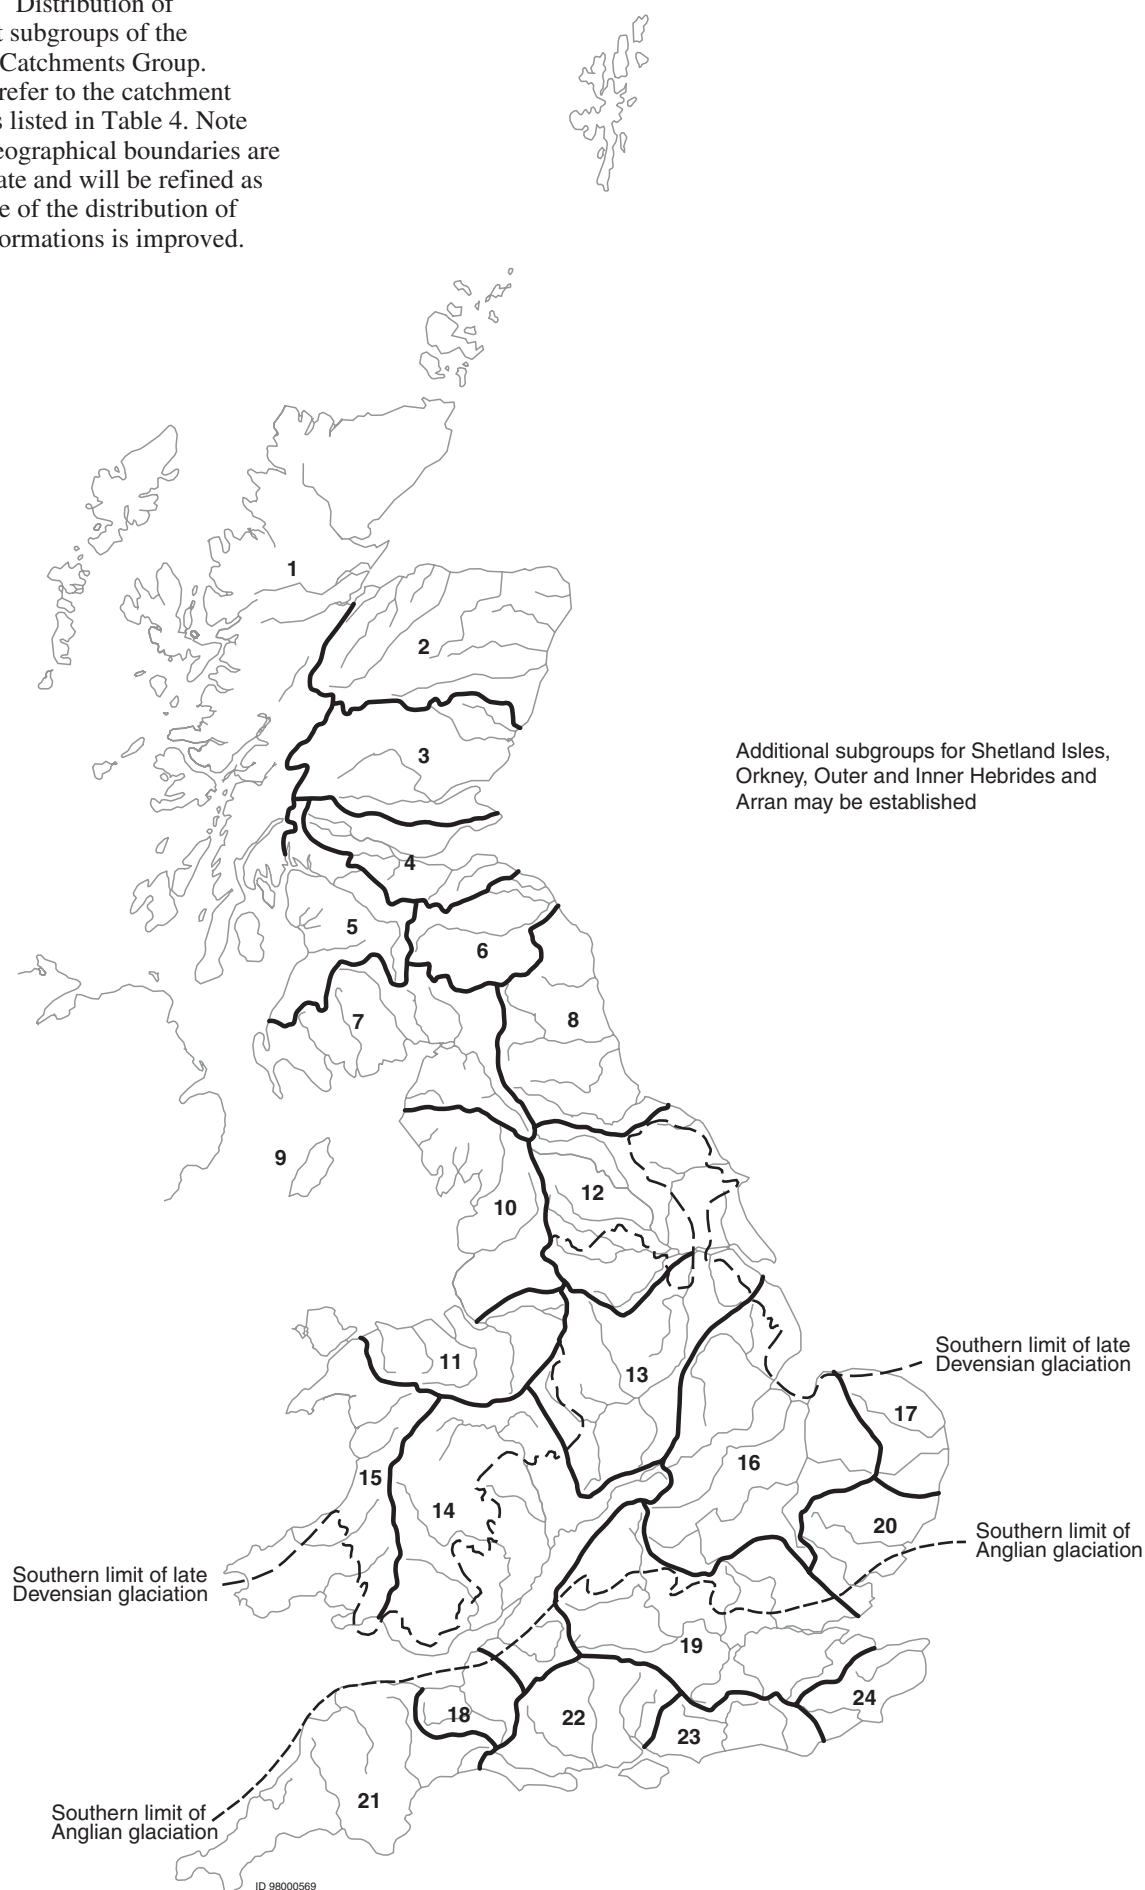 Distribution of
subgroups of the
Catchments Group.
refer to the catchment
listed in Table 4. Note
boundaries are
and will be refined as
of the distribution of
is improved.
1
2
3
Additional subgroups for Shetland Isles,
Orkney, Outer and Inner Hebrides and
Arran may be established
4
5
6
7
8
9
10
12
11
13
Southern limit of late
Devensian glaciation
17
16
15
14
20
Southern limit of
Anglian glaciation
Southern limit of late
Devensian glaciation
19
24
18
22
23
21
Southern limit of
Anglian glaciation
ID 98000569